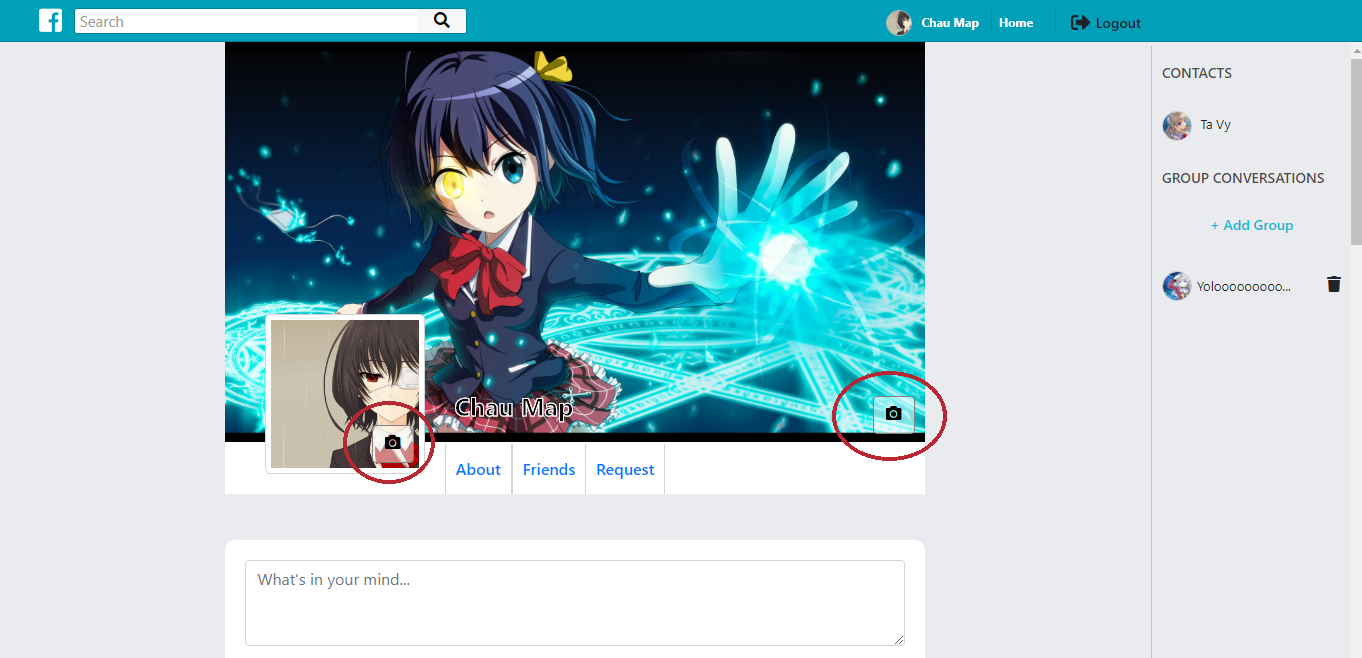 Search
Chau Map
Home
Logout
CONTACTS
Ta Vy
GROUP CONVERSATIONS
+ Add Group
Yolooooooooo...
Chau Map
About
Friends
Request
What's in your mind...